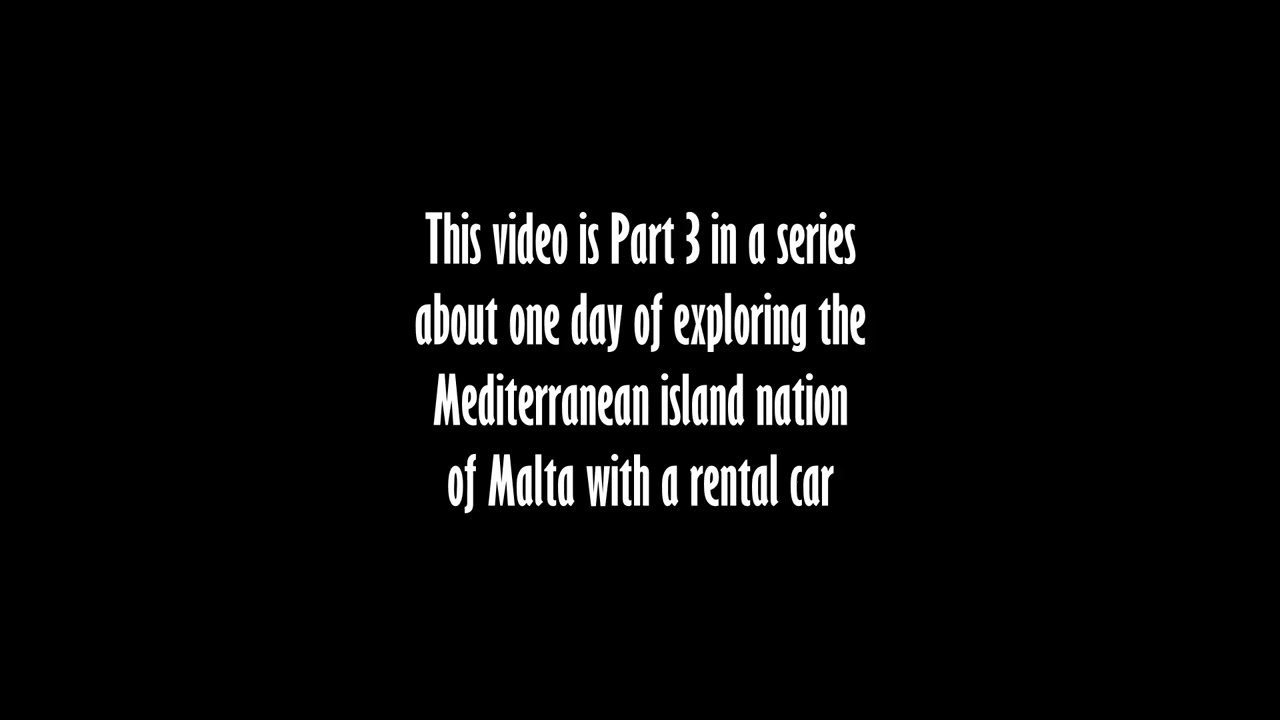 This video is Part 3 in a series
about one day of exploring the
Mediterranean island nation
of Malta with a rental car